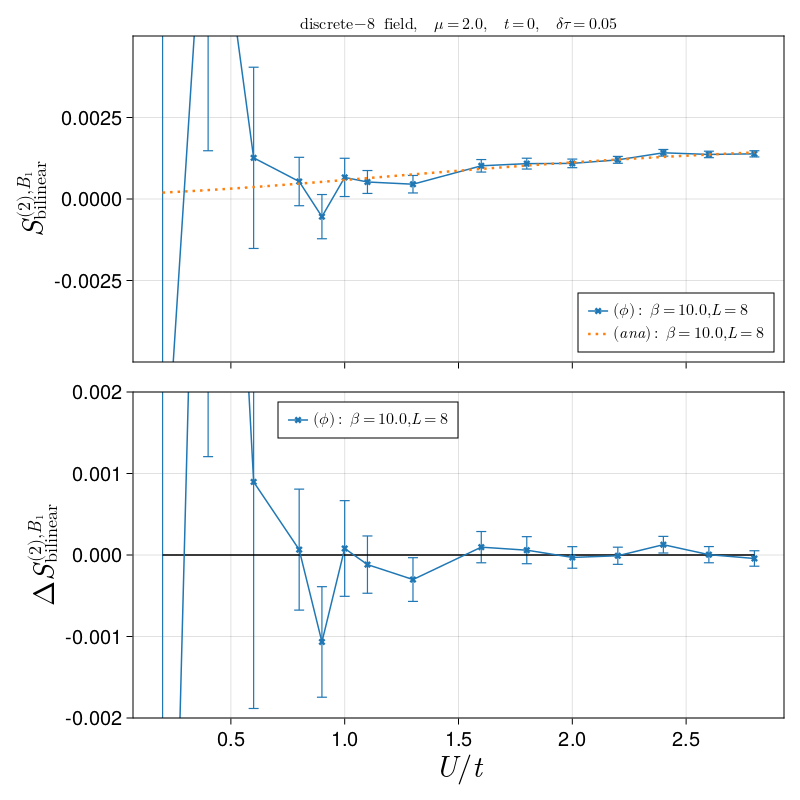 discrete−8 field, μ = 2.0, t = 0, δτ = 0.05
0.0025
0.0000
-0.0025
S^{(2),B_1}_{bilinear}
(ϕ) : β = 10.0,L = 8
(ana) : β = 10.0,L = 8
0.002
0.001
0.000
-0.001
-0.002
ΔS^{(2),B_1}_{bilinear}
(ϕ) : β = 10.0,L = 8
0.5 1.0 1.5 2.0 2.5
U/t